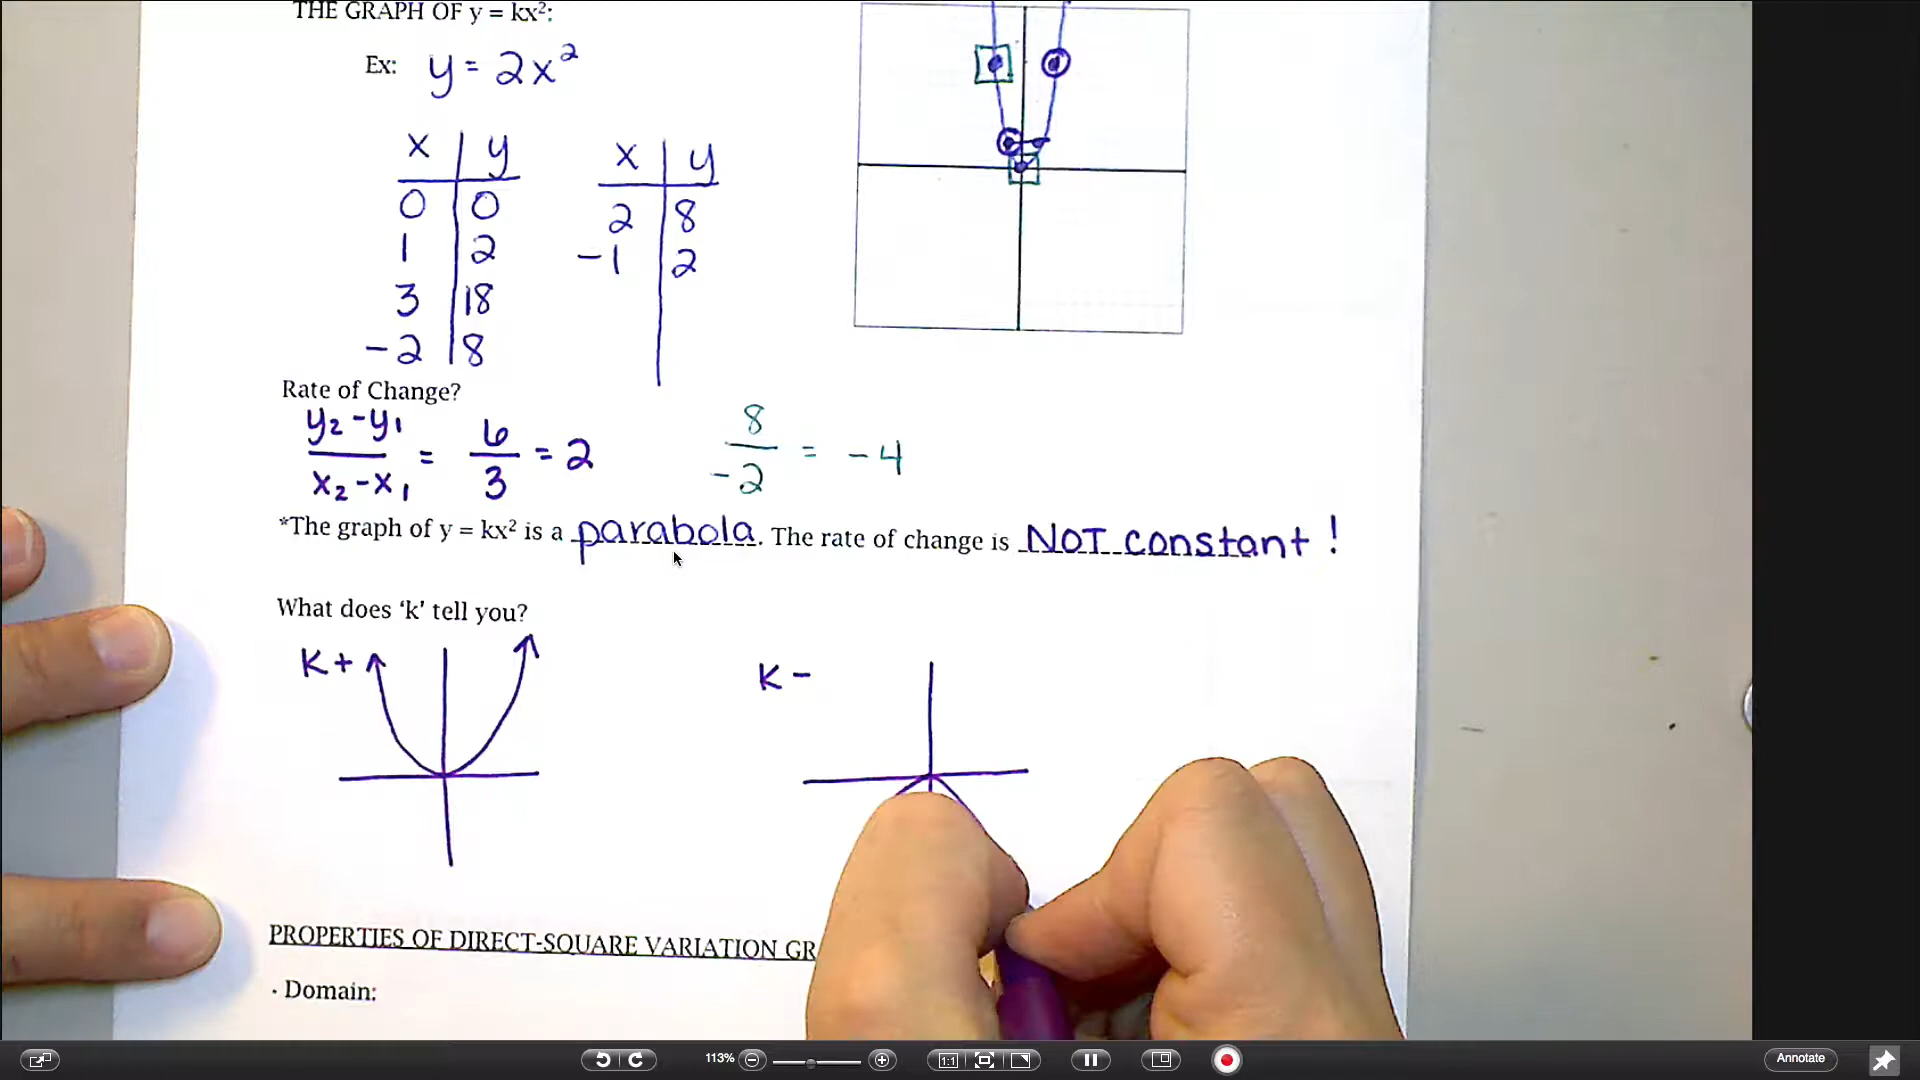 THE GRAPH OF y = kx²:
Ex: y = 2x²
x | y
0 | 0
1 | 2
3 | 18
-2 | 8
x | y
2 | 8
-1 | 2
Rate of Change?
y₂-y₁ / x₂-x₁ = 6/3 = 2
8/-2 = -4
*The graph of y = kx² is a parabola. The rate of change is NOT constant!
What does ‘k’ tell you?
K+
K-
PROPERTIES OF DIRECT-SQUARE VARIATION GR
· Domain:
113%
1:1
Annotate